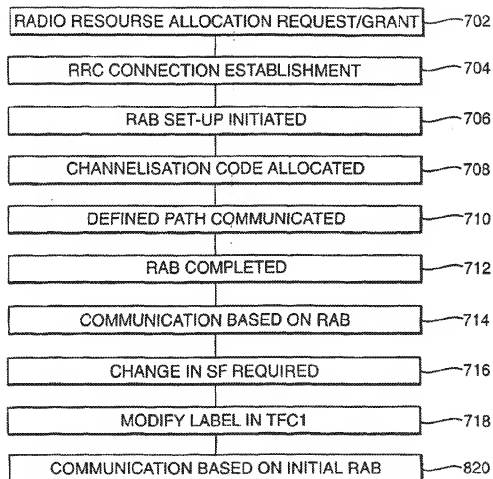 RADIO RESOURSE ALLOCATION REQUEST/GRANT 702
RRC CONNECTION ESTABLISHMENT 704
RAB SET-UP INITIATED 706
CHANNELISATION CODE ALLOCATED 708
DEFINED PATH COMMUNICATED 710
RAB COMPLETED 712
COMMUNICATION BASED ON RAB 714
CHANGE IN SF REQUIRED 716
MODIFY LABEL IN TFC1 718
COMMUNICATION BASED ON INITIAL RAB 820